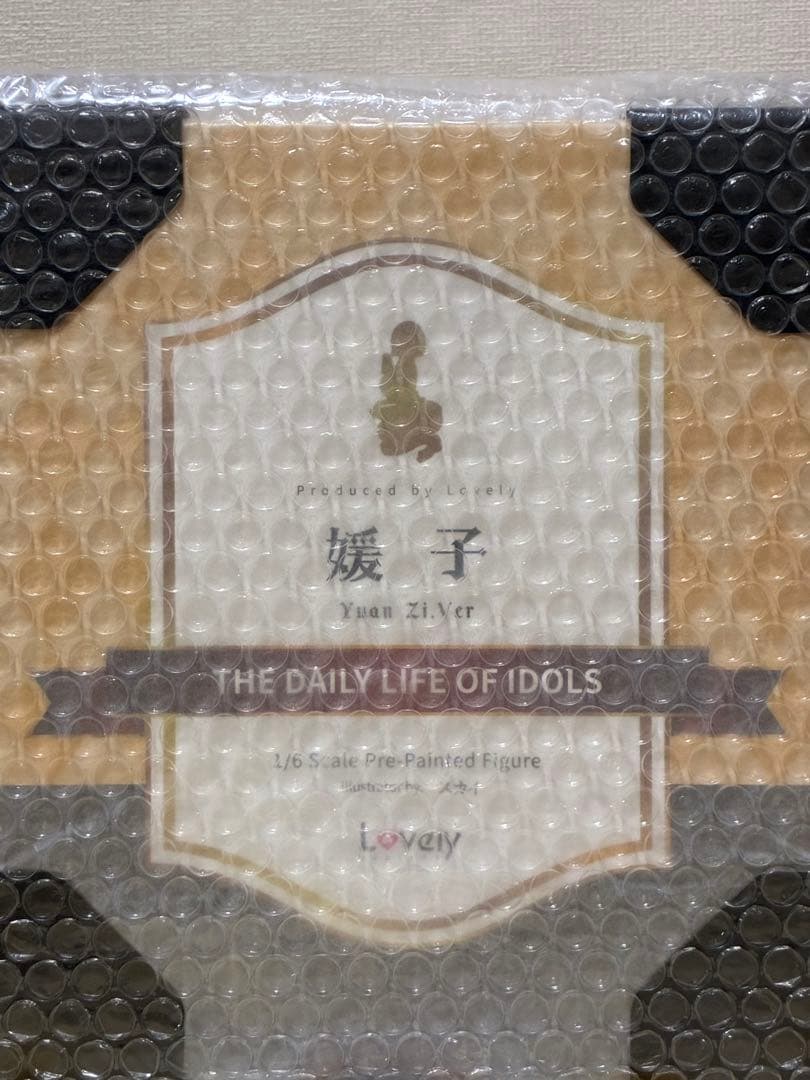 Produced by Lovely
媛子
Yuan Zi.Ver
THE DAILY LIFE OF IDOLS
1/6 Scale Pre-Painted Figure
Lovely